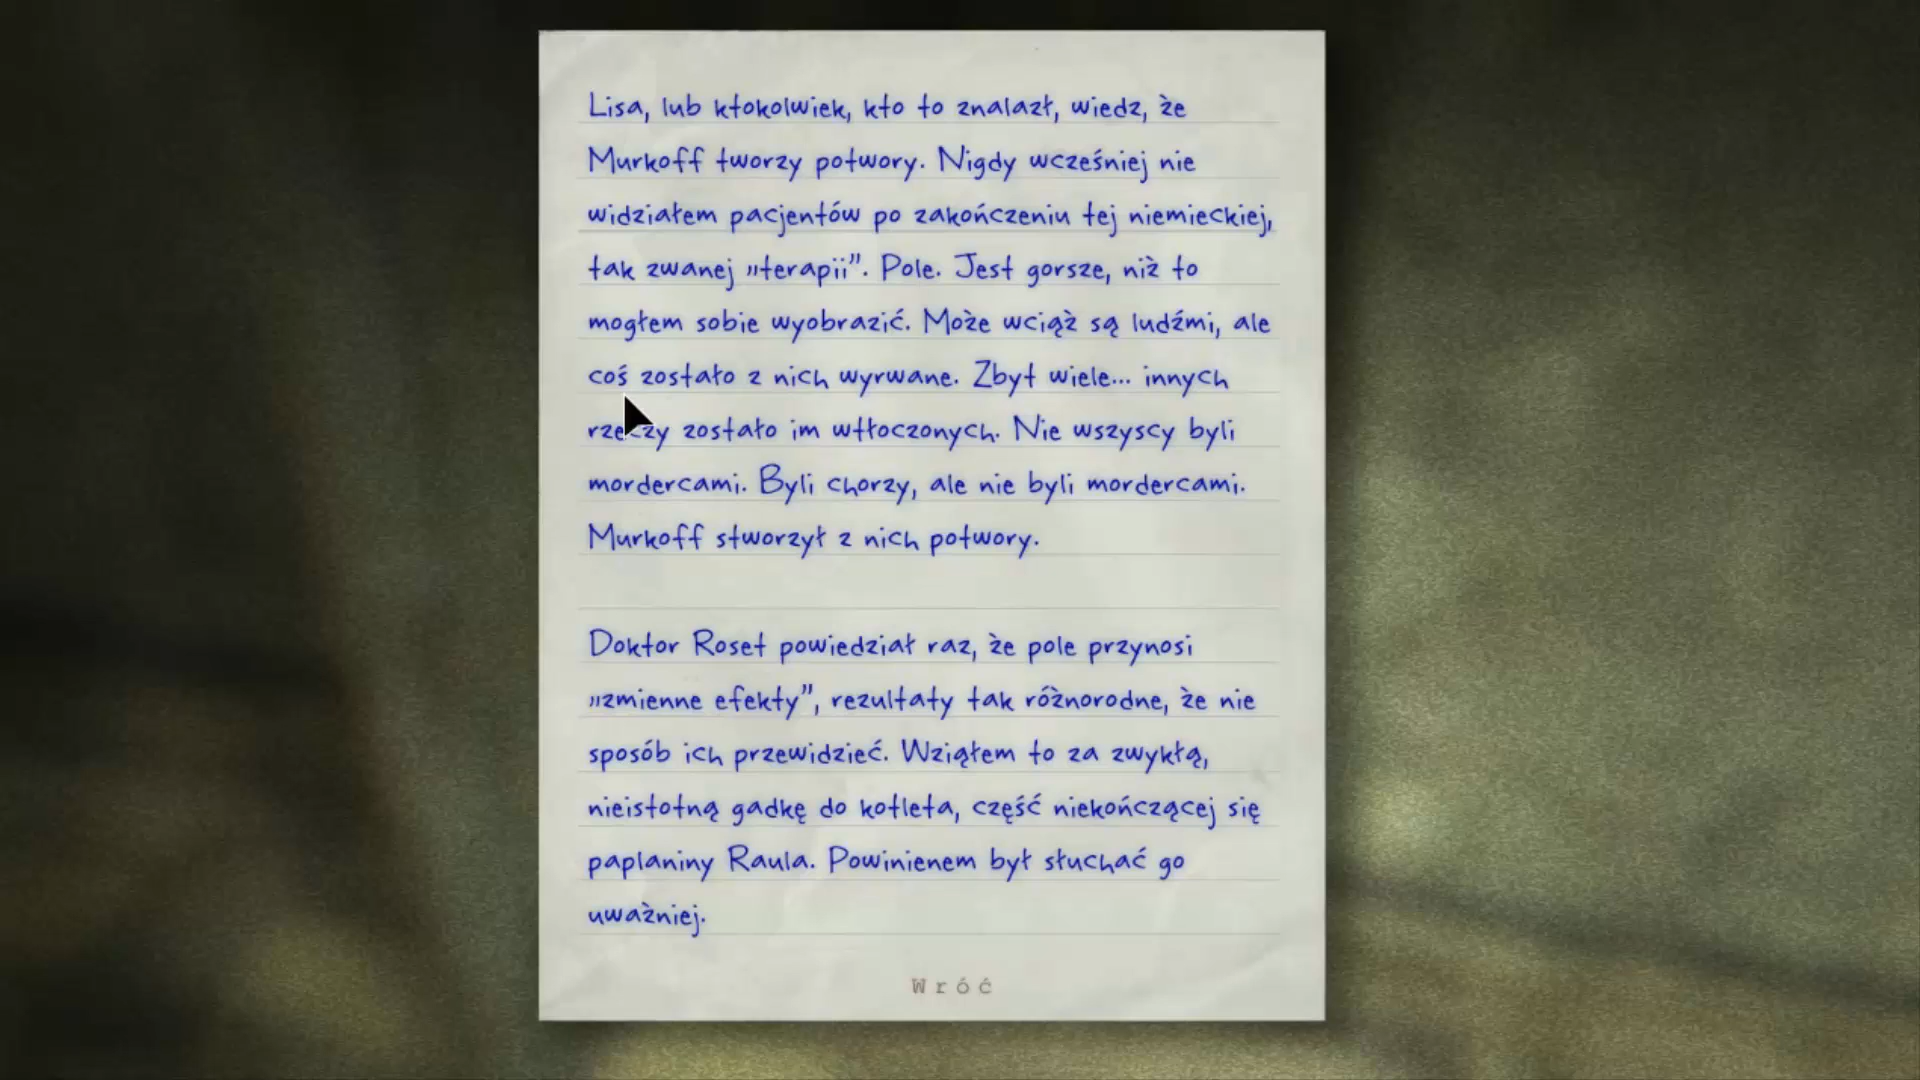 Lisa, lub ktokolwiek, kto to znalazł, wiedz, że
Murkoff tworzy potwory. Nigdy wcześniej nie
widziałem pacjentów po zakończeniu tej niemieckiej,
tak zwanej „terapii”. Pole. Jest gorsze, niż to
mogłem sobie wyobrazić. Może wciąż są ludźmi, ale
coś zostało z nich wyrwane. Zbyt wiele... innych
rzeczy zostało im wtłoczonych. Nie wszyscy byli
mordercami. Byli chorzy, ale nie byli mordercami.
Murkoff stworzył z nich potwory.
Doktor Roset powiedział raz, że pole przynosi
„zmienne efekty”, rezultaty tak różnorodne, że nie
sposób ich przewidzieć. Wziąłem to za zwykłą,
nieistotną gadkę do kotleta, część niekończącej się
paplaniny Raula. Powinienem był słuchać go
uważniej.
Wróć